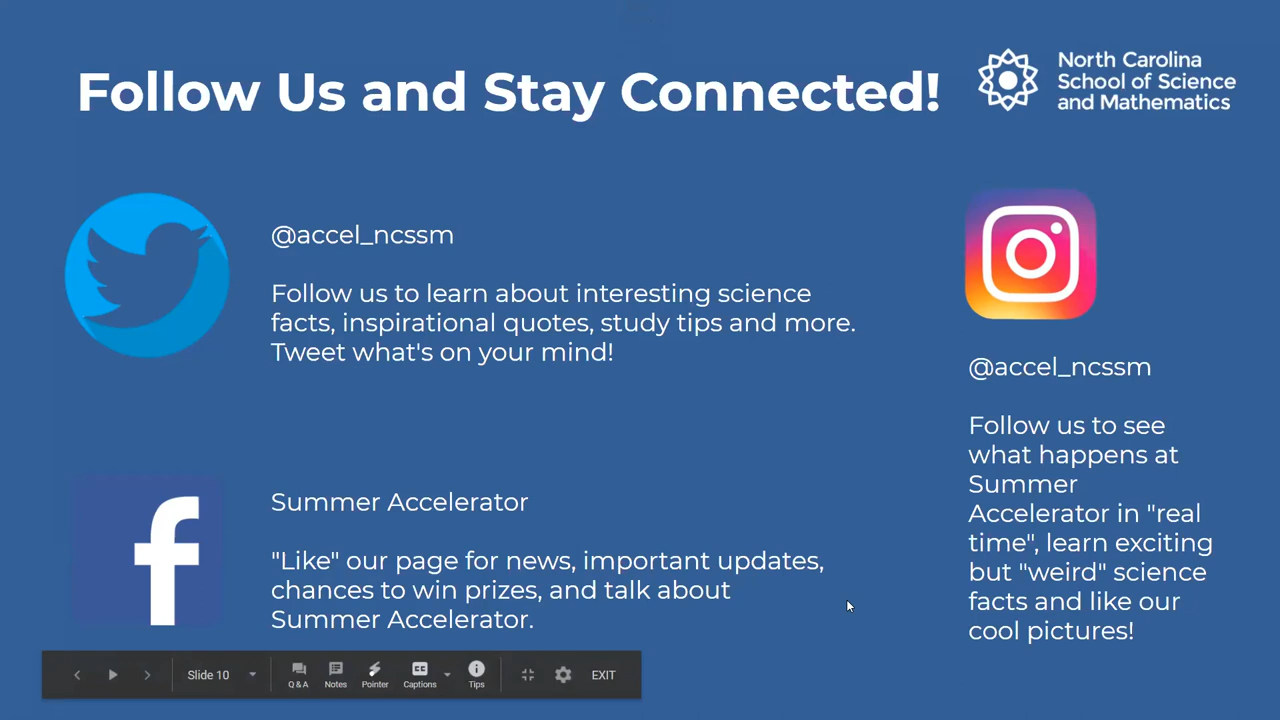 Follow Us and Stay Connected!
North Carolina
School of Science
and Mathematics
@accel_ncssm
Follow us to learn about interesting science
facts, inspirational quotes, study tips and more.
Tweet what's on your mind!
Summer Accelerator
"Like" our page for news, important updates,
chances to win prizes, and talk about
Summer Accelerator.
@accel_ncssm
Follow us to see
what happens at
Summer
Accelerator in "real
time", learn exciting
but "weird" science
facts and like our
cool pictures!
Slide 10
Q & A
Notes
Pointer
Captions
Tips
EXIT